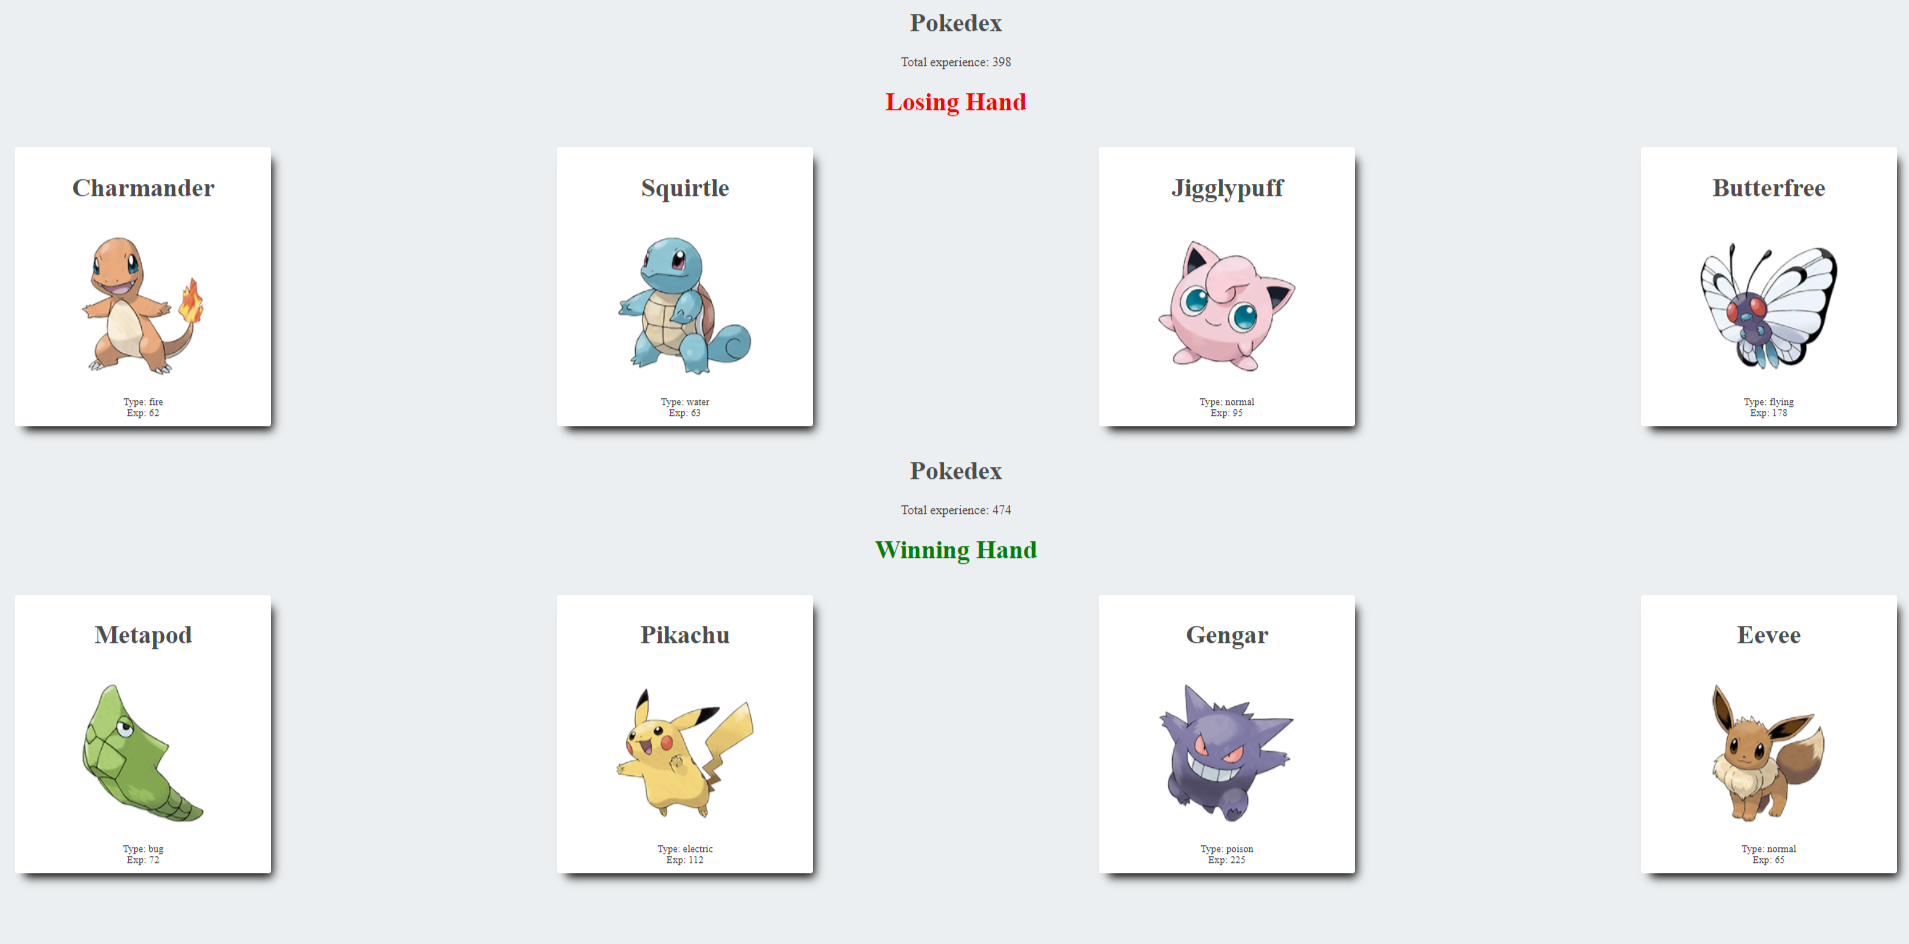 Pokedex
Total experience: 398
Losing Hand
Charmander
Type: fire
Exp: 62
Squirtle
Type: water
Exp: 63
Jigglypuff
Type: normal
Exp: 95
Butterfree
Type: flying
Exp: 178
Pokedex
Total experience: 474
Winning Hand
Metapod
Type: bug
Exp: 72
Pikachu
Type: electric
Exp: 112
Gengar
Type: poison
Exp: 225
Eevee
Type: normal
Exp: 65